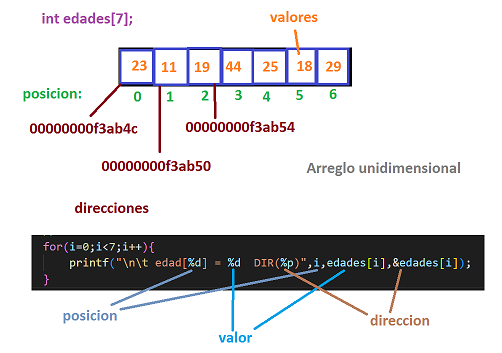 int edades[7];
valores
23 11 19 44 25 18 29
posicion: 0 1 2 3 4 5 6
00000000f3ab4c
00000000f3ab54
00000000f3ab50
Arreglo unidimensional
direcciones
for(i=0;i<7;i++){
printf("\n\t edad[%d] = %d  DIR(%p)",i,edades[i],&edades[i]);
}
posicion
direccion
valor